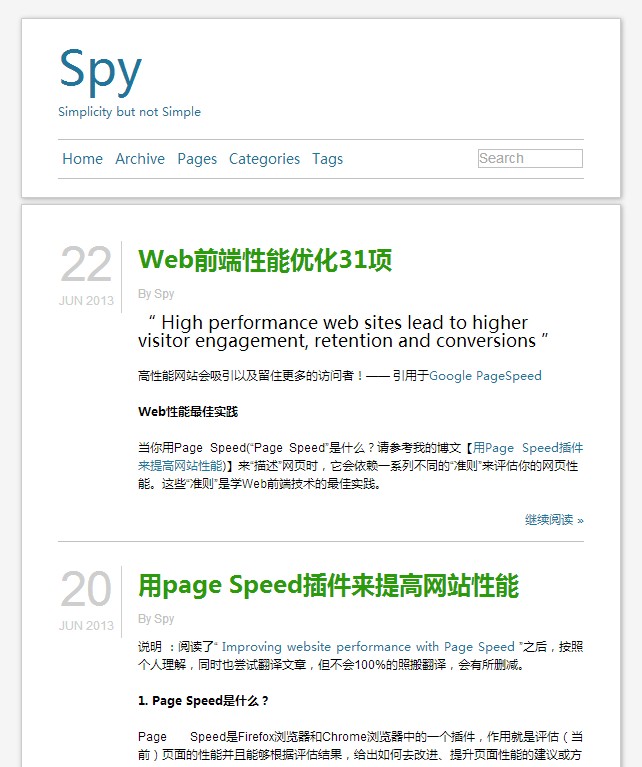 Spy
Simplicity but not Simple
Home Archive Pages Categories Tags Search
22
JUN 2013
Web前端性能优化31项
By Spy
“ High performance web sites lead to higher
visitor engagement, retention and conversions ”
高性能网站会吸引以及留住更多的访问者！—— 引用于Google PageSpeed
Web性能最佳实践
当你用Page Speed(“Page Speed”是什么？请参考我的博文【用Page Speed插件
来提高网站性能)】来“描述”网页时，它会依赖一系列不同的“准则”来评估你的网页性
能。这些“准则”是学Web前端技术的最佳实践。
继续阅读 »
20
JUN 2013
用page Speed插件来提高网站性能
By Spy
说明 ：阅读了“ Improving website performance with Page Speed ”之后，按照
个人理解，同时也尝试翻译文章，但不会100%的照搬翻译，会有所删减。
1. Page Speed是什么？
Page Speed是Firefox浏览器和Chrome浏览器中的一个插件，作用就是评估（当
前）页面的性能并且能够根据评估结果，给出如何去改进、提升页面性能的建议或方